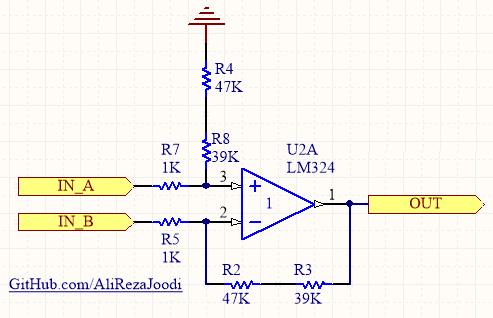 R4
47K
R8
39K
R7
1K
U2A
LM324
IN_A
3
1
1
OUT
IN_B
2
R5
1K
R2
47K
R3
39K
GitHub.com/AliRezaJoodi